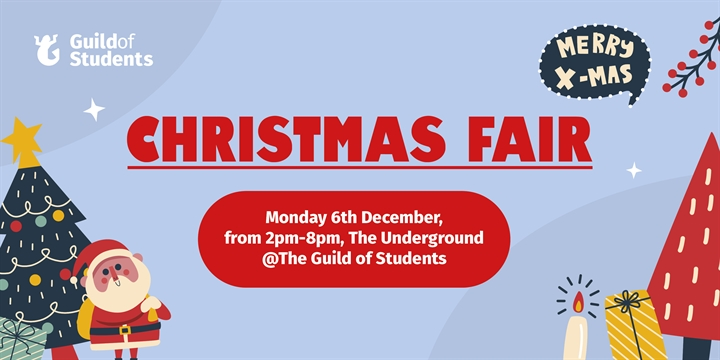 Guild of
Students
MERRY
X-MAS
CHRISTMAS FAIR
Monday 6th December,
from 2pm-8pm, The Underground
@The Guild of Students